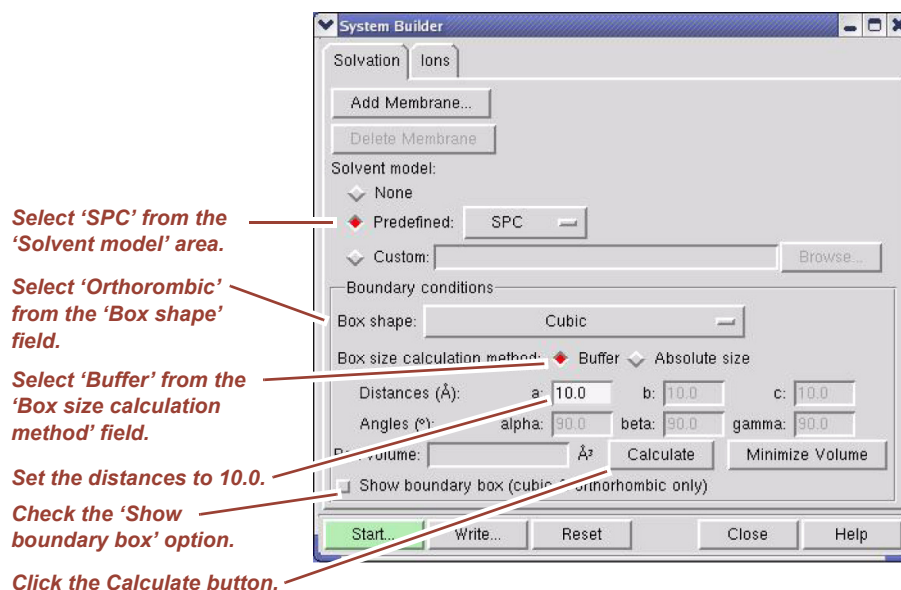 System Builder
Solvation Ions
Add Membrane...
Delete Membrane
Solvent model:
None
Select ‘SPC’ from the
‘Solvent model’ area.
Predefined: SPC
Custom: Browse...
Select ‘Orthorombic’
from the ‘Box shape’
field.
Boundary conditions
Box shape: Cubic
Select ‘Buffer’ from the
‘Box size calculation
method’ field.
Box size calculation method: Buffer Absolute size
Distances (Å): a: 10.0 b: 10.0 c: 10.0
Angles (°): alpha: 90.0 beta: 90.0 gamma: 90.0
Set the distances to 10.0.
Box volume: Å³ Calculate Minimize Volume
Check the ‘Show
boundary box’ option.
Show boundary box (cubic & orthorhombic only)
Start... Write... Reset Close Help
Click the Calculate button.